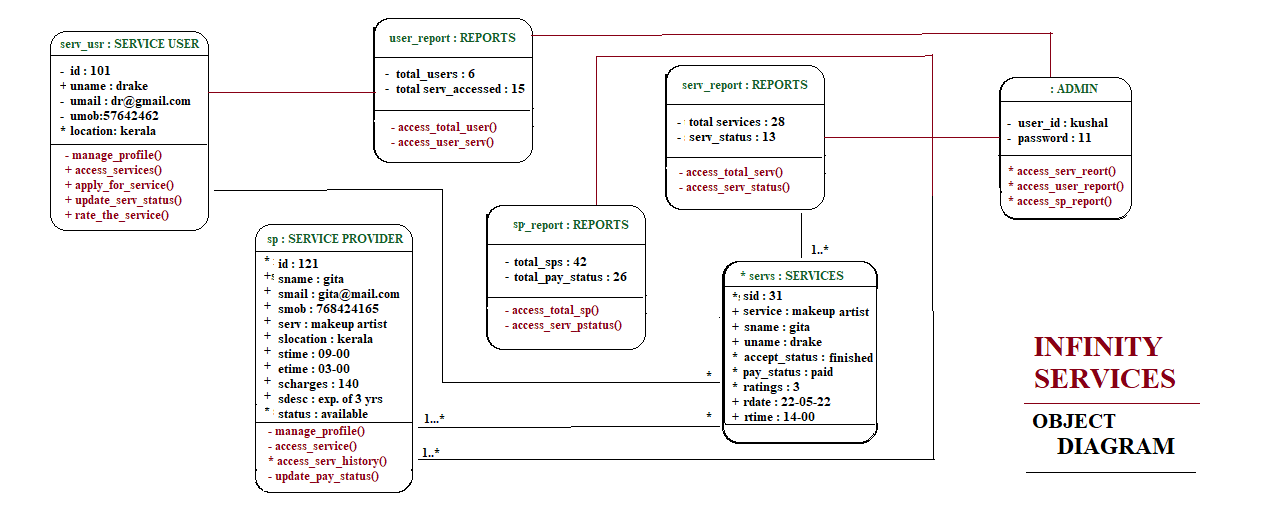 serv_usr : SERVICE USER
- id : 101
+ uname : drake
- umail : dr@gmail.com
- umob:57642462
* location: kerala
- manage_profile()
+ access_services()
+ apply_for_service()
+ update_serv_status()
+ rate_the_service()
user_report : REPORTS
- total_users : 6
- total serv_accessed : 15
- access_total_user()
- access_user_serv()
serv_report : REPORTS
- total services : 28
- serv_status : 13
- access_total_serv()
- access_serv_status()
: ADMIN
- user_id : kushal
- password : 11
* access_serv_reort()
* access_user_report()
* access_sp_report()
sp : SERVICE PROVIDER
* id : 121
+ sname : gita
+ smail : gita@mail.com
+ smob : 768424165
+ serv : makeup artist
+ slocation : kerala
+ stime : 09-00
+ etime : 03-00
+ scharges : 140
+ sdesc : exp. of 3 yrs
* status : available
- manage_profile()
- access_service()
* access_serv_history()
- update_pay_status()
sp_report : REPORTS
- total_sps : 42
- total_pay_status : 26
- access_total_sp()
- access_serv_pstatus()
1..*
* servs : SERVICES
* sid : 31
+ service : makeup artist
+ sname : gita
+ uname : drake
* accept_status : finished
* pay_status : paid
* ratings : 3
+ rdate : 22-05-22
+ rtime : 14-00
*
1...*
*
1..*
INFINITY
SERVICES
OBJECT
DIAGRAM